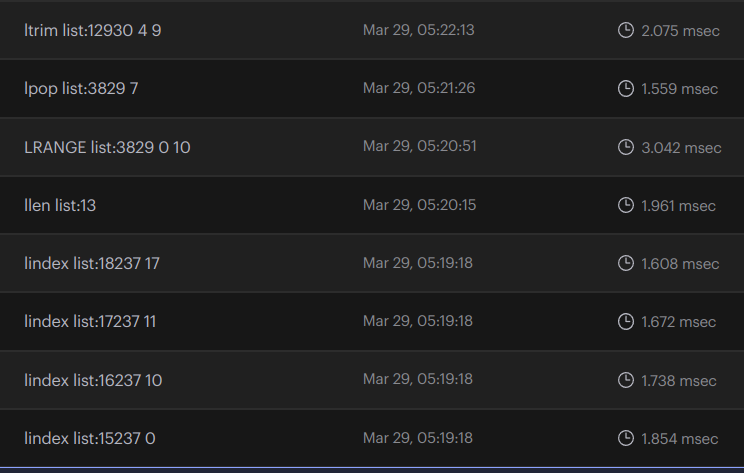 ltrim list:12930 4 9 Mar 29, 05:22:13 2.075 msec
lpop list:3829 7 Mar 29, 05:21:26 1.559 msec
LRANGE list:3829 0 10 Mar 29, 05:20:51 3.042 msec
llen list:13 Mar 29, 05:20:15 1.961 msec
lindex list:18237 17 Mar 29, 05:19:18 1.608 msec
lindex list:17237 11 Mar 29, 05:19:18 1.672 msec
lindex list:16237 10 Mar 29, 05:19:18 1.738 msec
lindex list:15237 0 Mar 29, 05:19:18 1.854 msec